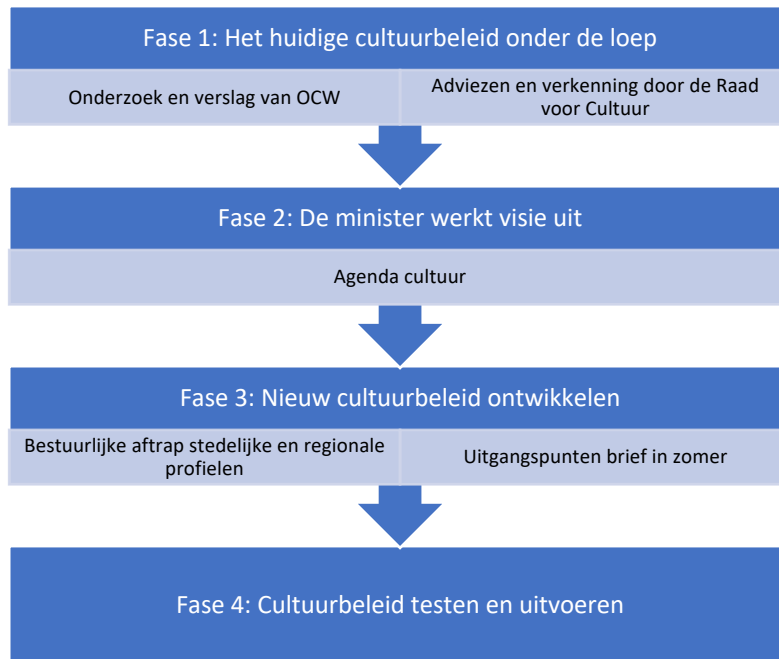 Fase 1: Het huidige cultuurbeleid onder de loep
Onderzoek en verslag van OCW
Adviezen en verkenning door de Raad
voor Cultuur
Fase 2: De minister werkt visie uit
Agenda cultuur
Fase 3: Nieuw cultuurbeleid ontwikkelen
Bestuurlijke aftrap stedelijke en regionale
profielen
Uitgangspunten brief in zomer
Fase 4: Cultuurbeleid testen en uitvoeren